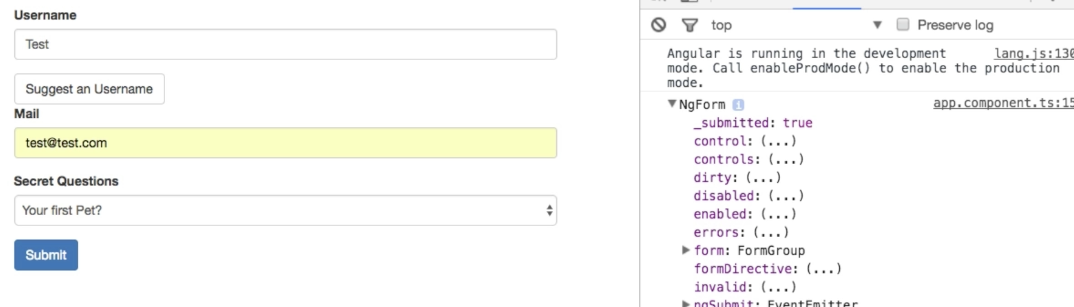 Username
Test
Suggest an Username
Mail
test@test.com
Secret Questions
Your first Pet?
Submit
top
Preserve log
Angular is running in the development lang.js:130
mode. Call enableProdMode() to enable the production
mode.
NgForm app.component.ts:15
_submitted: true
control: (...)
controls: (...)
dirty: (...)
disabled: (...)
enabled: (...)
errors: (...)
form: FormGroup
formDirective: (...)
invalid: (...)
ngSubmit: EventEmitter